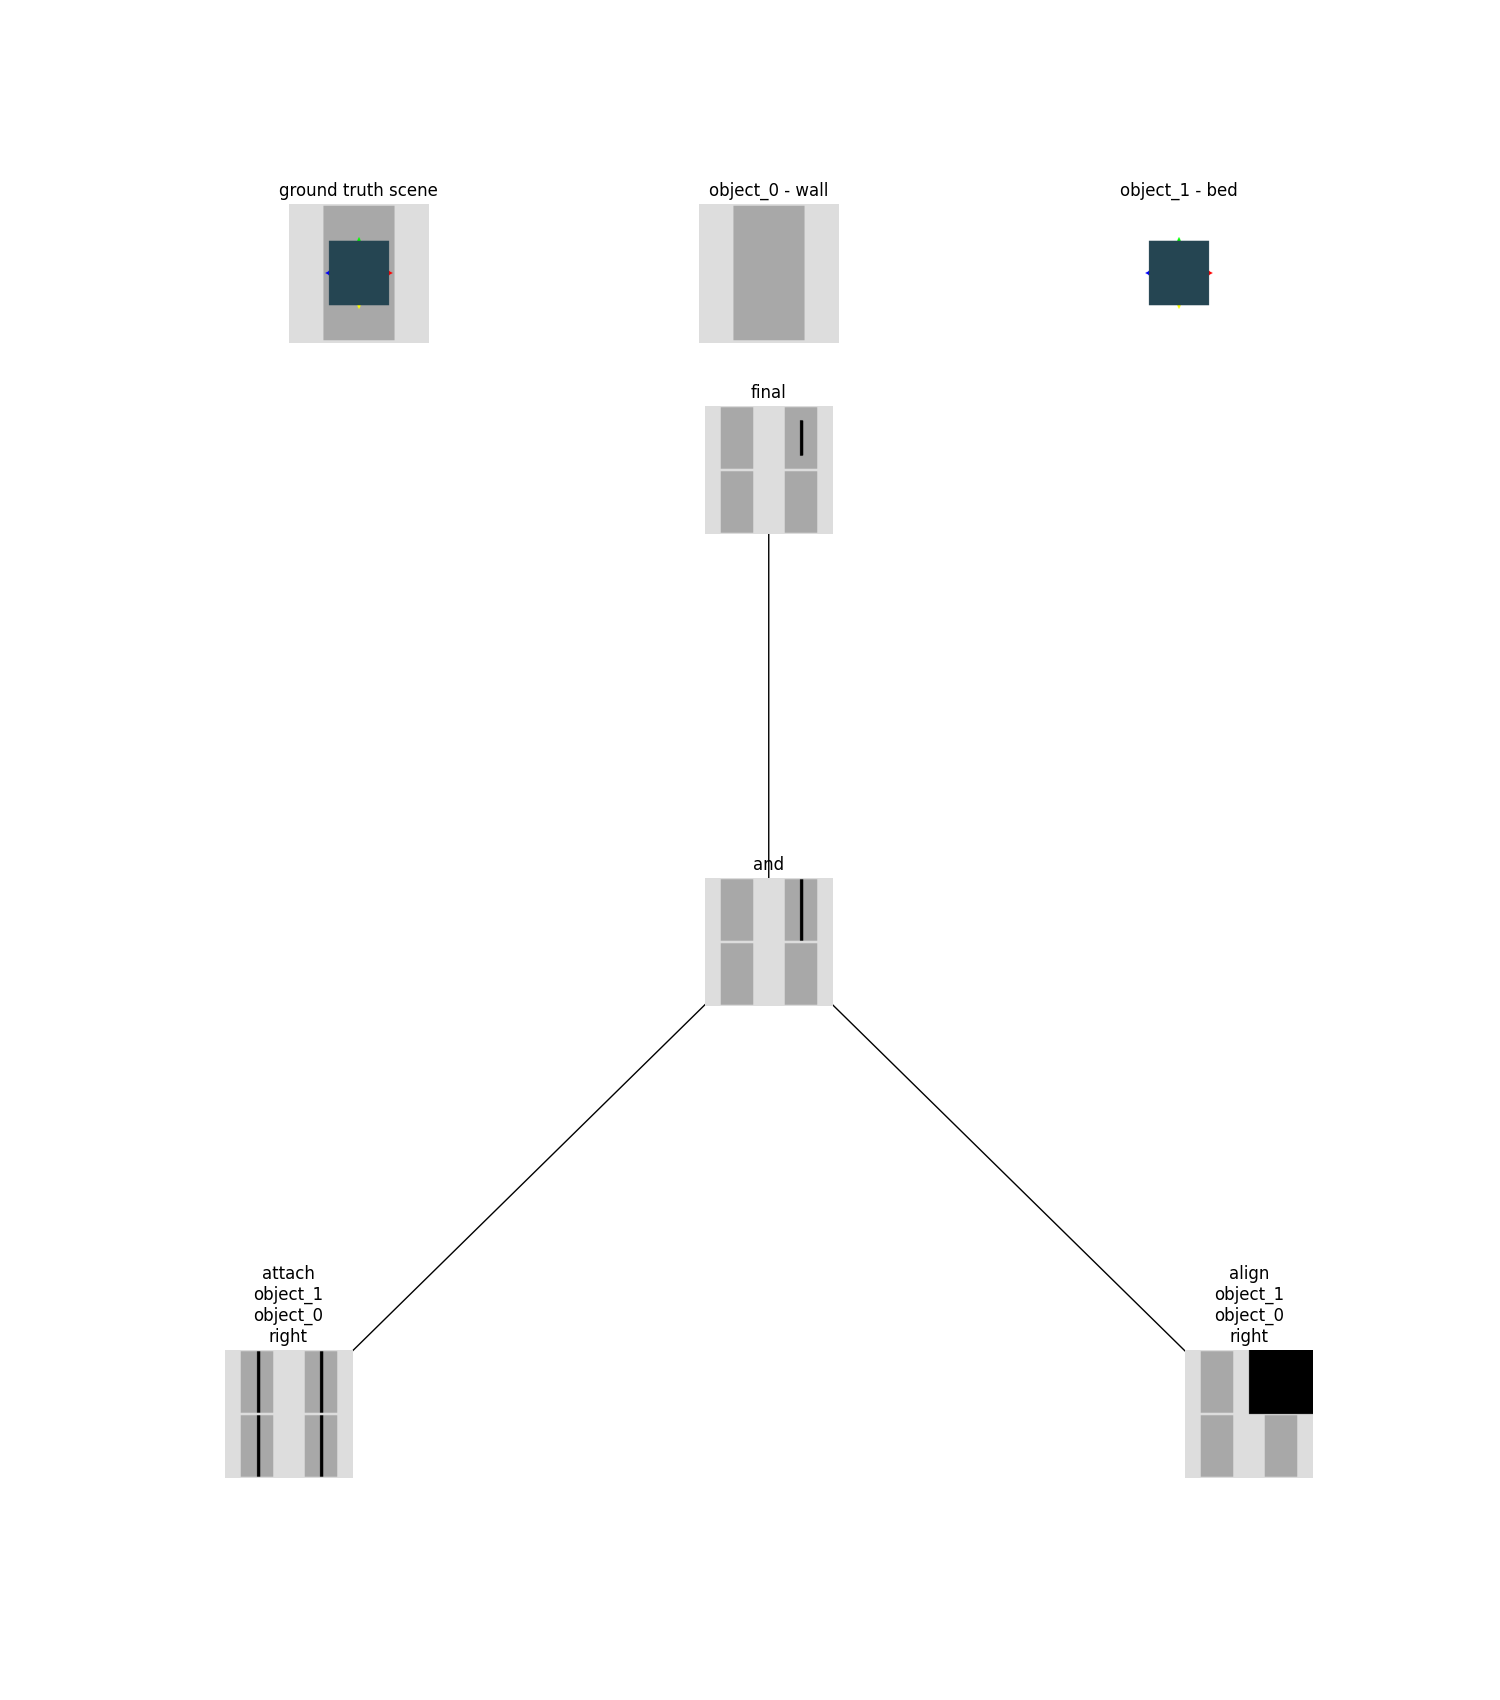 ground truth scene
object_0 - wall
object_1 - bed
final
and
attach
object_1
object_0
right
align
object_1
object_0
right